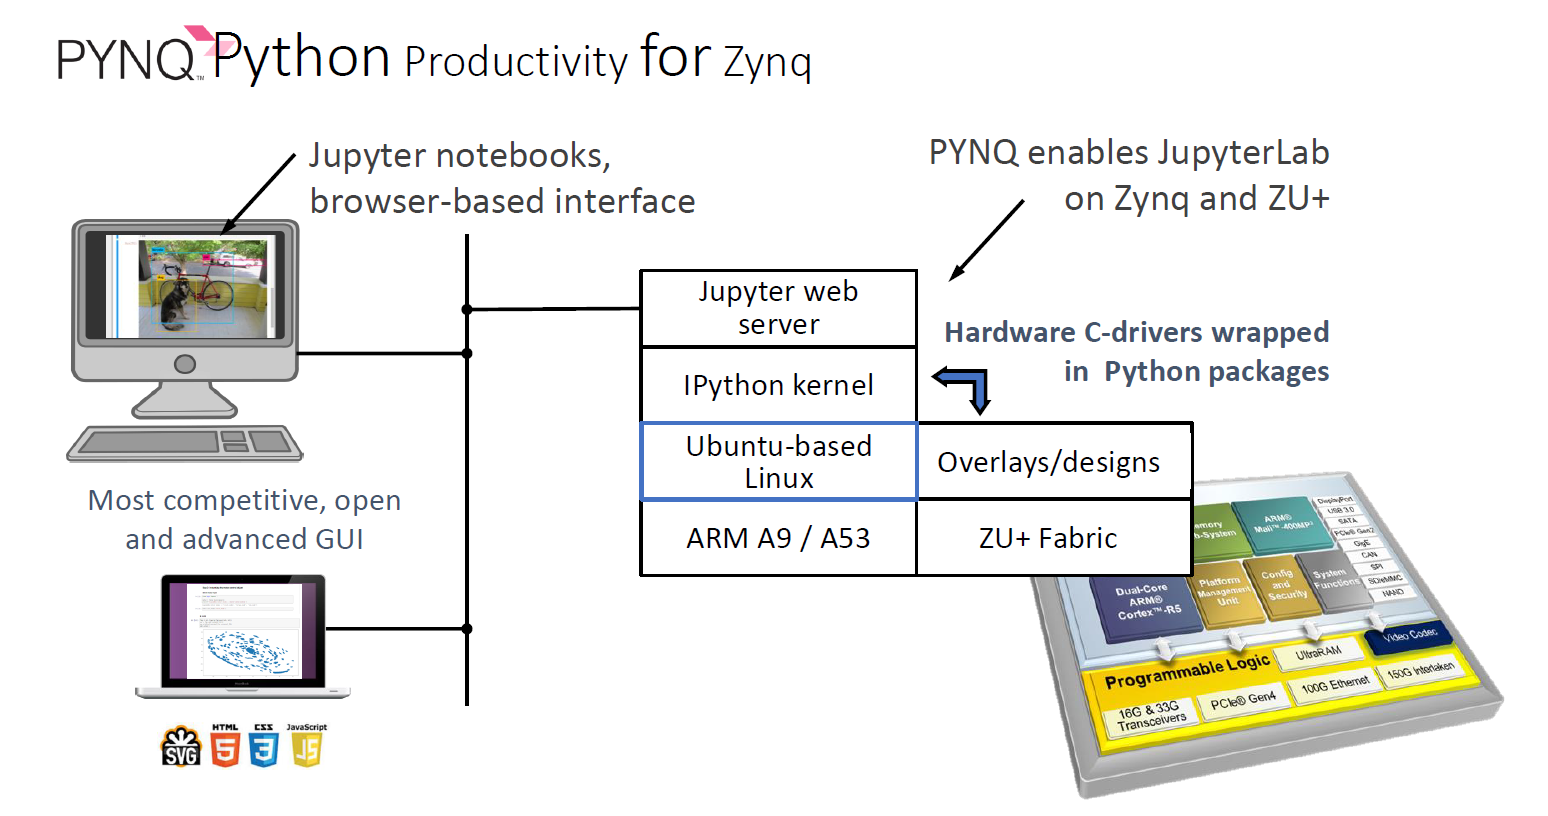 PYNQ™ Python Productivity for Zynq
Jupyter notebooks,
browser-based interface
PYNQ enables JupyterLab
on Zynq and ZU+
Jupyter web
server
Hardware C-drivers wrapped
in Python packages
IPython kernel
Ubuntu-based
Linux
Overlays/designs
ARM A9 / A53
ZU+ Fabric
Most competitive, open
and advanced GUI
SVG
HTML
5
CSS
3
JavaScript
JS
ARM®
Mali™-400MP²
Dual-Core
ARM®
Cortex™-R5
Platform
Management
Unit
Config
and
Security
System
Functions
DisplayPort
USB 3.0
SATA
PCIe® Gen2
GigE
CAN
SPI
SD/eMMC
NAND
Programmable Logic
UltraRAM
Video Codec
16G & 33G
Transceivers
PCIe® Gen4
100G Ethernet
150G Interlaken